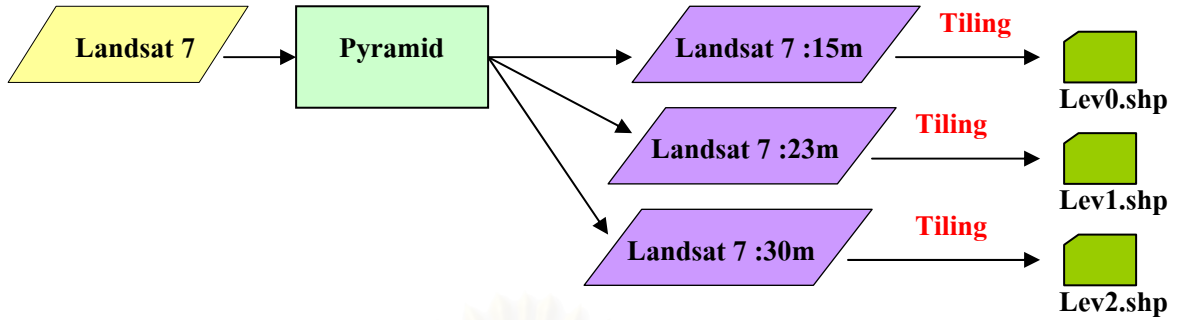 Landsat 7
Pyramid
Landsat 7 :15m
Tiling
Lev0.shp
Landsat 7 :23m
Tiling
Lev1.shp
Landsat 7 :30m
Tiling
Lev2.shp